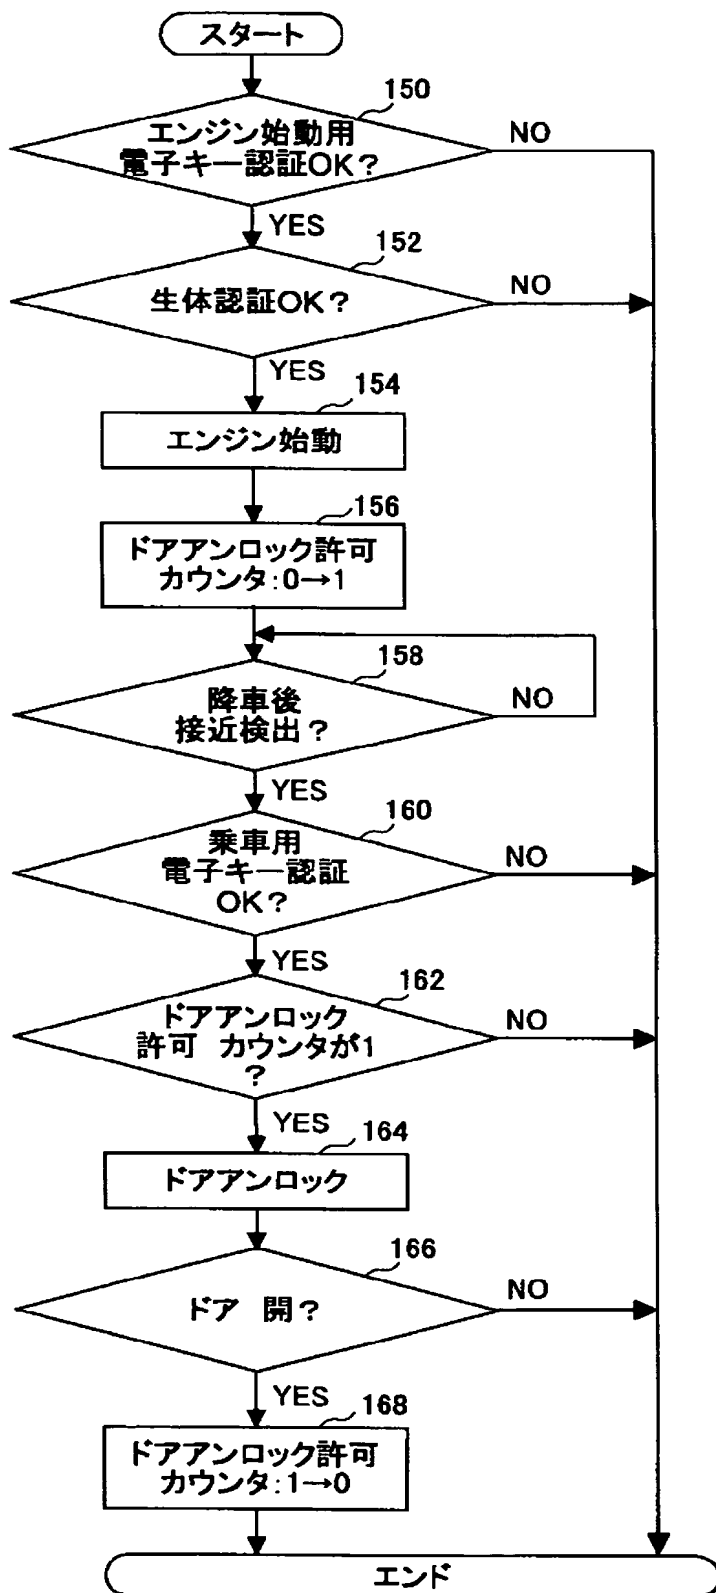 スタート
150
エンジン始動用
電子キー認証OK?
NO
YES
152
生体認証OK?
NO
YES
154
エンジン始動
156
ドアアンロック許可
カウンタ:0→1
158
降車後
接近検出?
NO
YES
160
乗車用
電子キー認証
OK?
NO
YES
162
ドアアンロック
許可 カウンタが1
?
NO
YES
164
ドアアンロック
166
ドア 開?
NO
YES
168
ドアアンロック許可
カウンタ:1→0
エンド